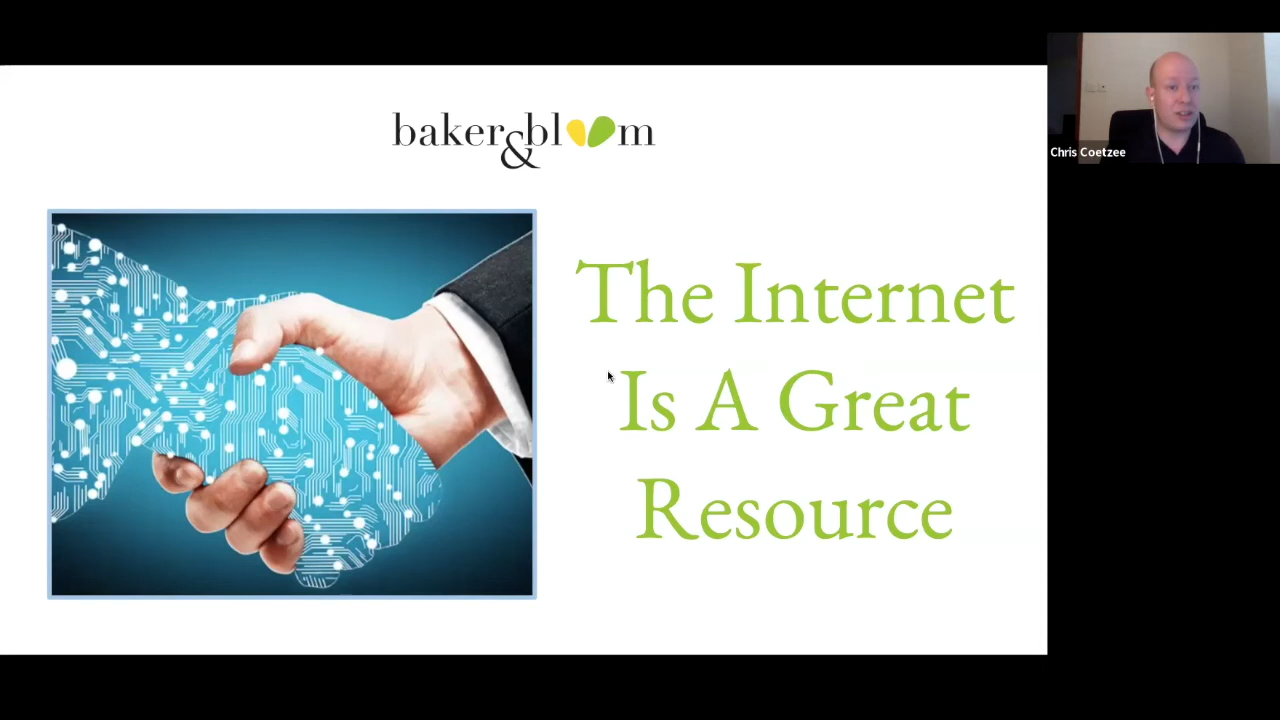 baker&bloom
The Internet
Is A Great
Resource
Chris Coetzee